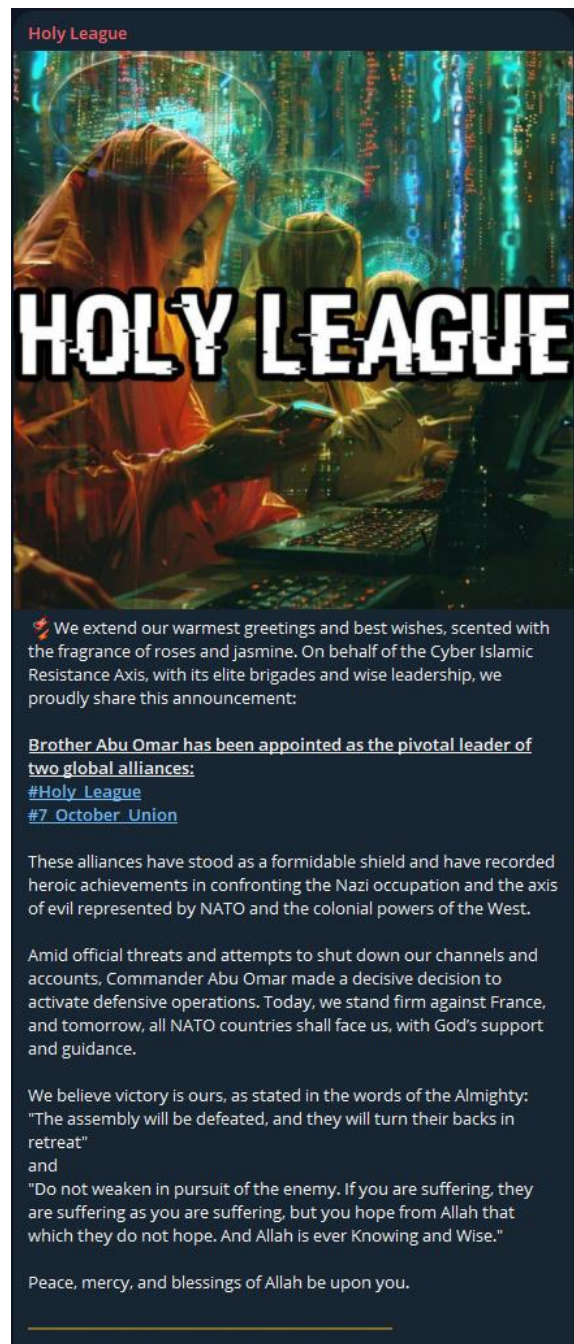 Holy League
HOLY LEAGUE
We extend our warmest greetings and best wishes, scented with
the fragrance of roses and jasmine. On behalf of the Cyber Islamic
Resistance Axis, with its elite brigades and wise leadership, we
proudly share this announcement:
Brother Abu Omar has been appointed as the pivotal leader of
two global alliances:
#Holy_League
#7_October_Union
These alliances have stood as a formidable shield and have recorded
heroic achievements in confronting the Nazi occupation and the axis
of evil represented by NATO and the colonial powers of the West.
Amid official threats and attempts to shut down our channels and
accounts, Commander Abu Omar made a decisive decision to
activate defensive operations. Today, we stand firm against France,
and tomorrow, all NATO countries shall face us, with God's support
and guidance.
We believe victory is ours, as stated in the words of the Almighty:
"The assembly will be defeated, and they will turn their backs in
retreat"
and
"Do not weaken in pursuit of the enemy. If you are suffering, they
are suffering as you are suffering, but you hope from Allah that
which they do not hope. And Allah is ever Knowing and Wise."
Peace, mercy, and blessings of Allah be upon you.